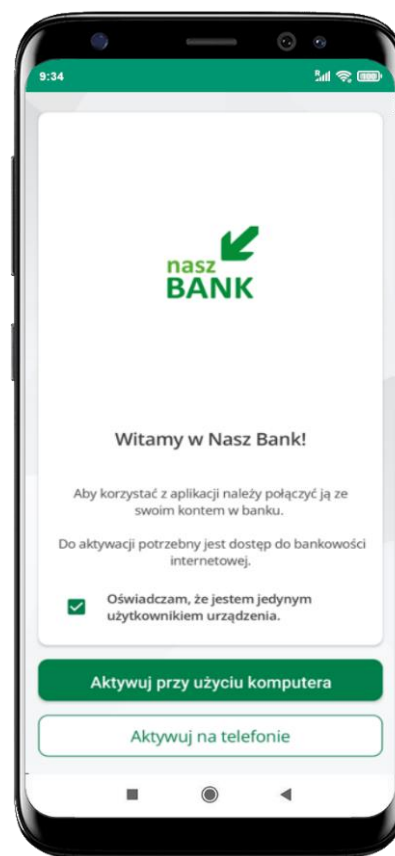 9:34
R
nasz
BANK
Witamy w Nasz Bank!
Aby korzystać z aplikacji należy połączyć ją ze
swoim kontem w banku.
Do aktywacji potrzebny jest dostęp do bankowości
internetowej.
Oświadczam, że jestem jedynym
użytkownikiem urządzenia.
Aktywuj przy użyciu komputera
Aktywuj na telefonie